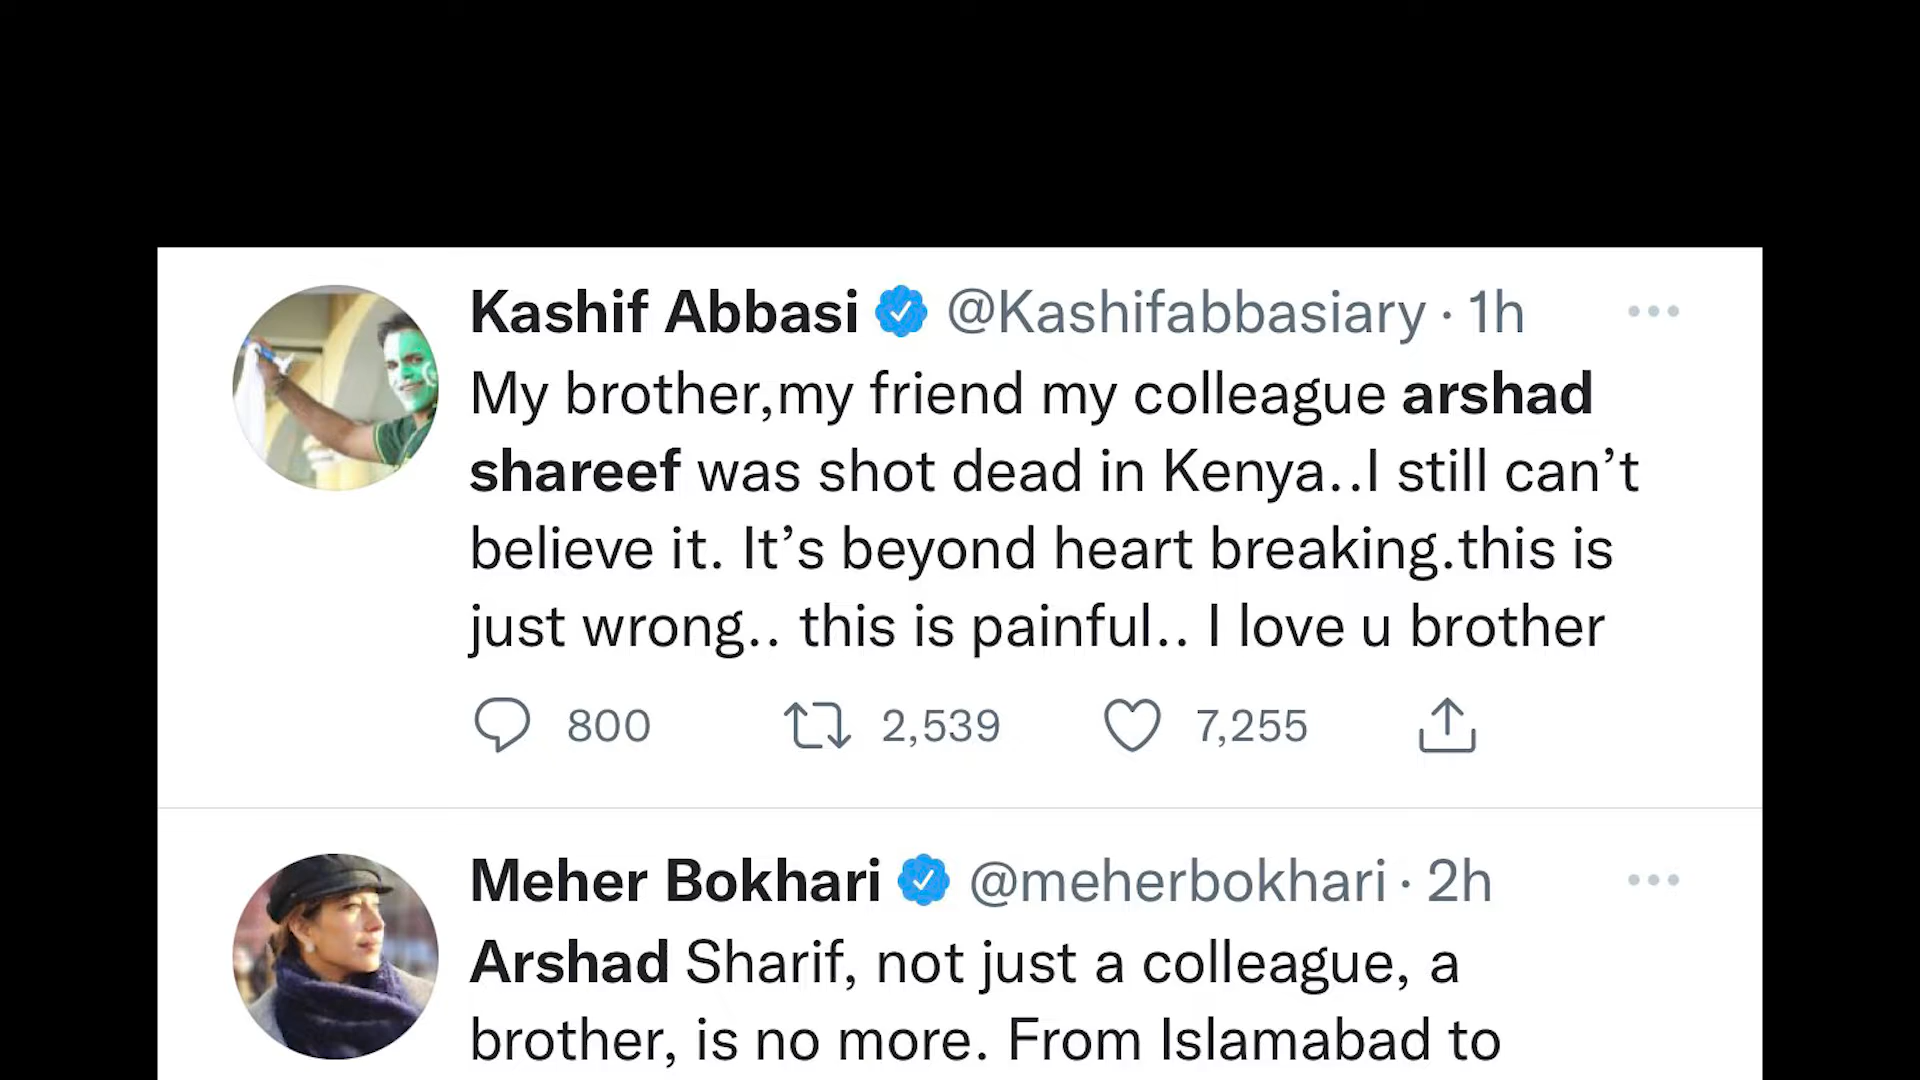 Kashif Abbasi @Kashifabbasiary · 1h
My brother,my friend my colleague arshad
shareef was shot dead in Kenya..I still can’t
believe it. It’s beyond heart breaking.this is
just wrong.. this is painful.. I love u brother
800 2,539 7,255
Meher Bokhari @meherbokhari · 2h
Arshad Sharif, not just a colleague, a
brother, is no more. From Islamabad to